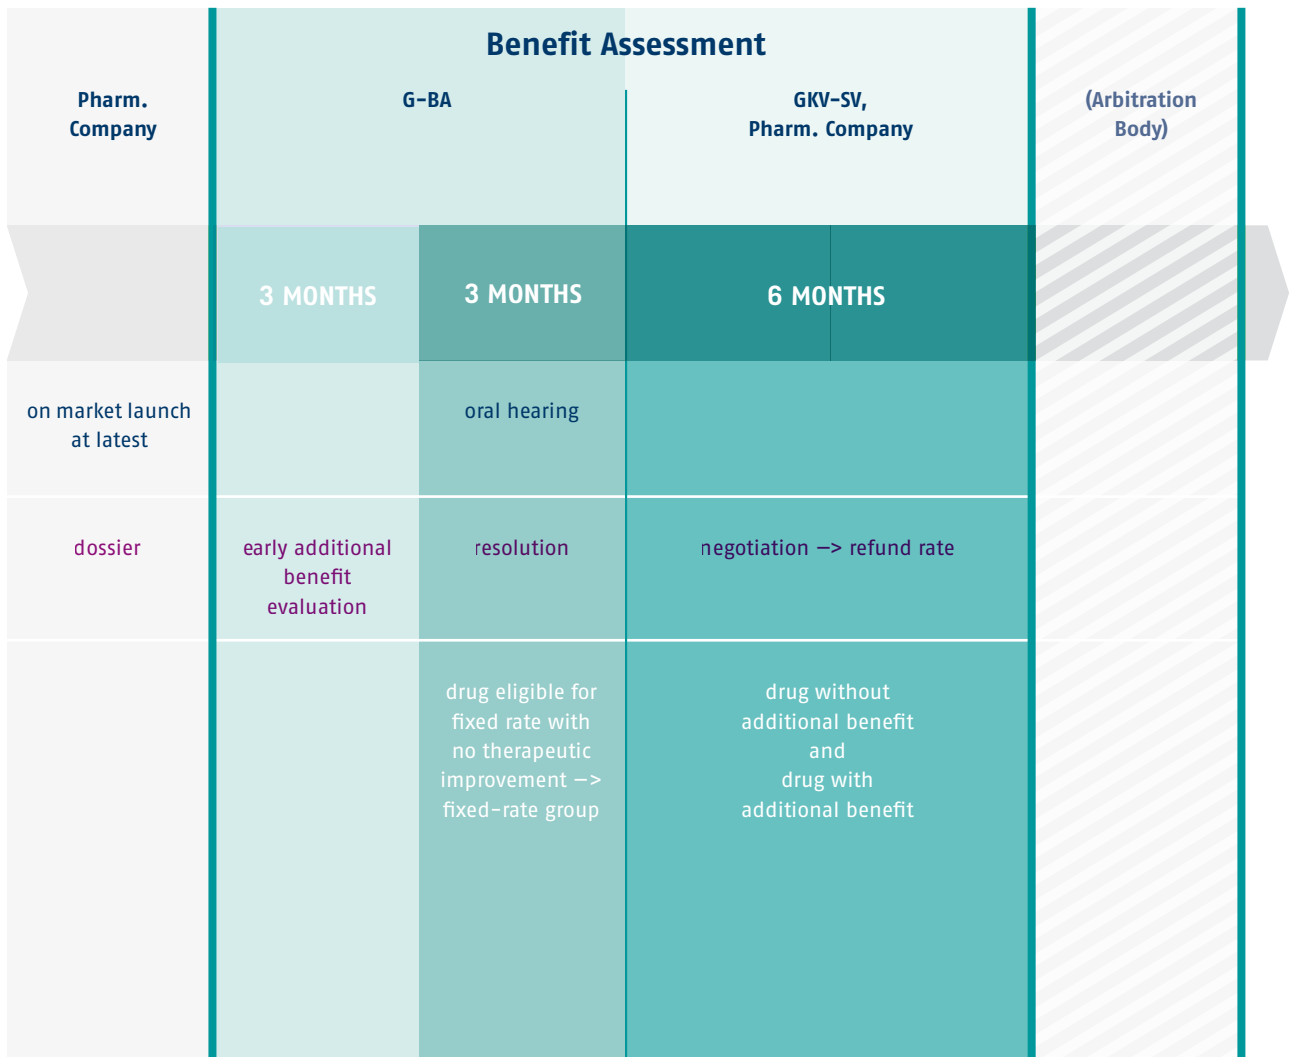 Benefit Assessment
Pharm.
Company
G-BA
GKV-SV,
Pharm. Company
(Arbitration
Body)
3 MONTHS
3 MONTHS
6 MONTHS
on market launch
at latest
oral hearing
dossier
early additional
benefit
evaluation
resolution
negotiation —> refund rate
drug eligible for
fixed rate with
no therapeutic
improvement —>
fixed-rate group
drug without
additional benefit
and
drug with
additional benefit